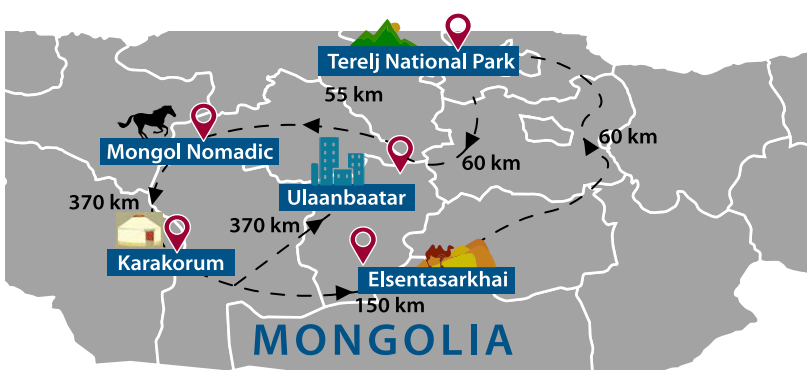 Terelj National Park
55 km
60 km
Mongol Nomadic
60 km
Ulaanbaatar
370 km
370 km
Karakorum
Elsentasarkhai
150 km
MONGOLIA